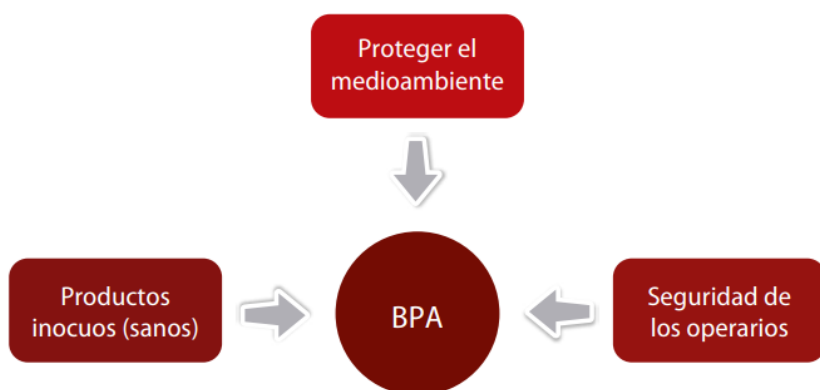 Proteger el
medioambiente
Productos
inocuos (sanos)
BPA
Seguridad de
los operarios